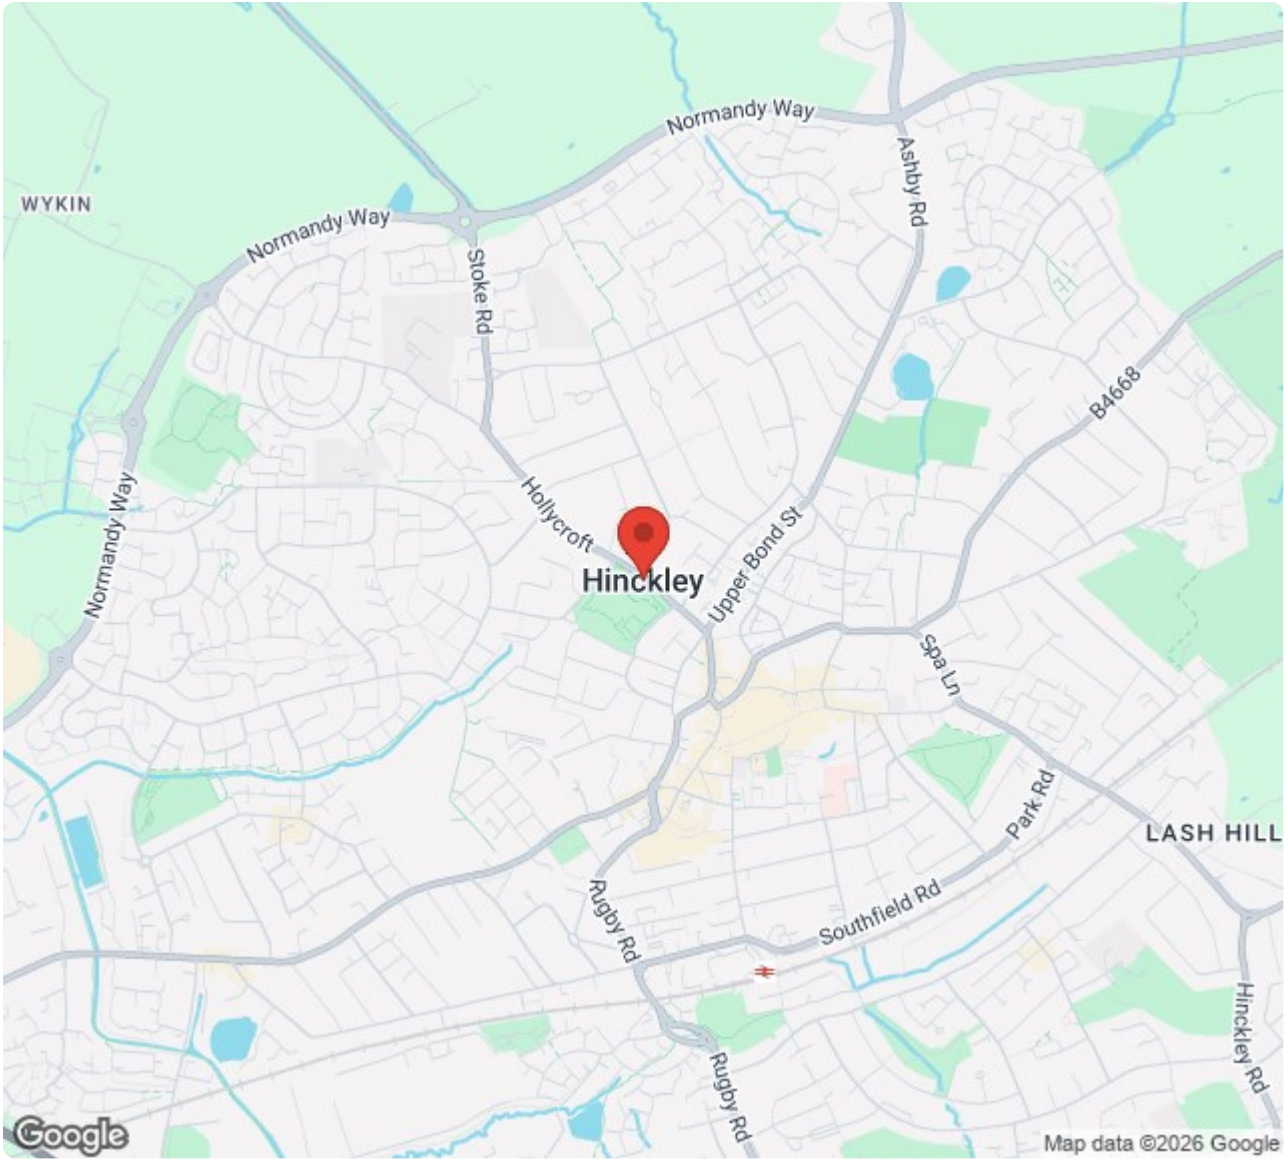 Normandy Way
Ashby Rd
WYKIN
Normandy Way
Stoke Rd
B4668
Normandy Way
Hollycroft
Upper Bond St
Hinckley
Spa Ln
Park Rd
LASH HILL
Rugby Rd
Southfield Rd
Hinckley Rd
Rugby Rd
Google
Map data ©2026 Google